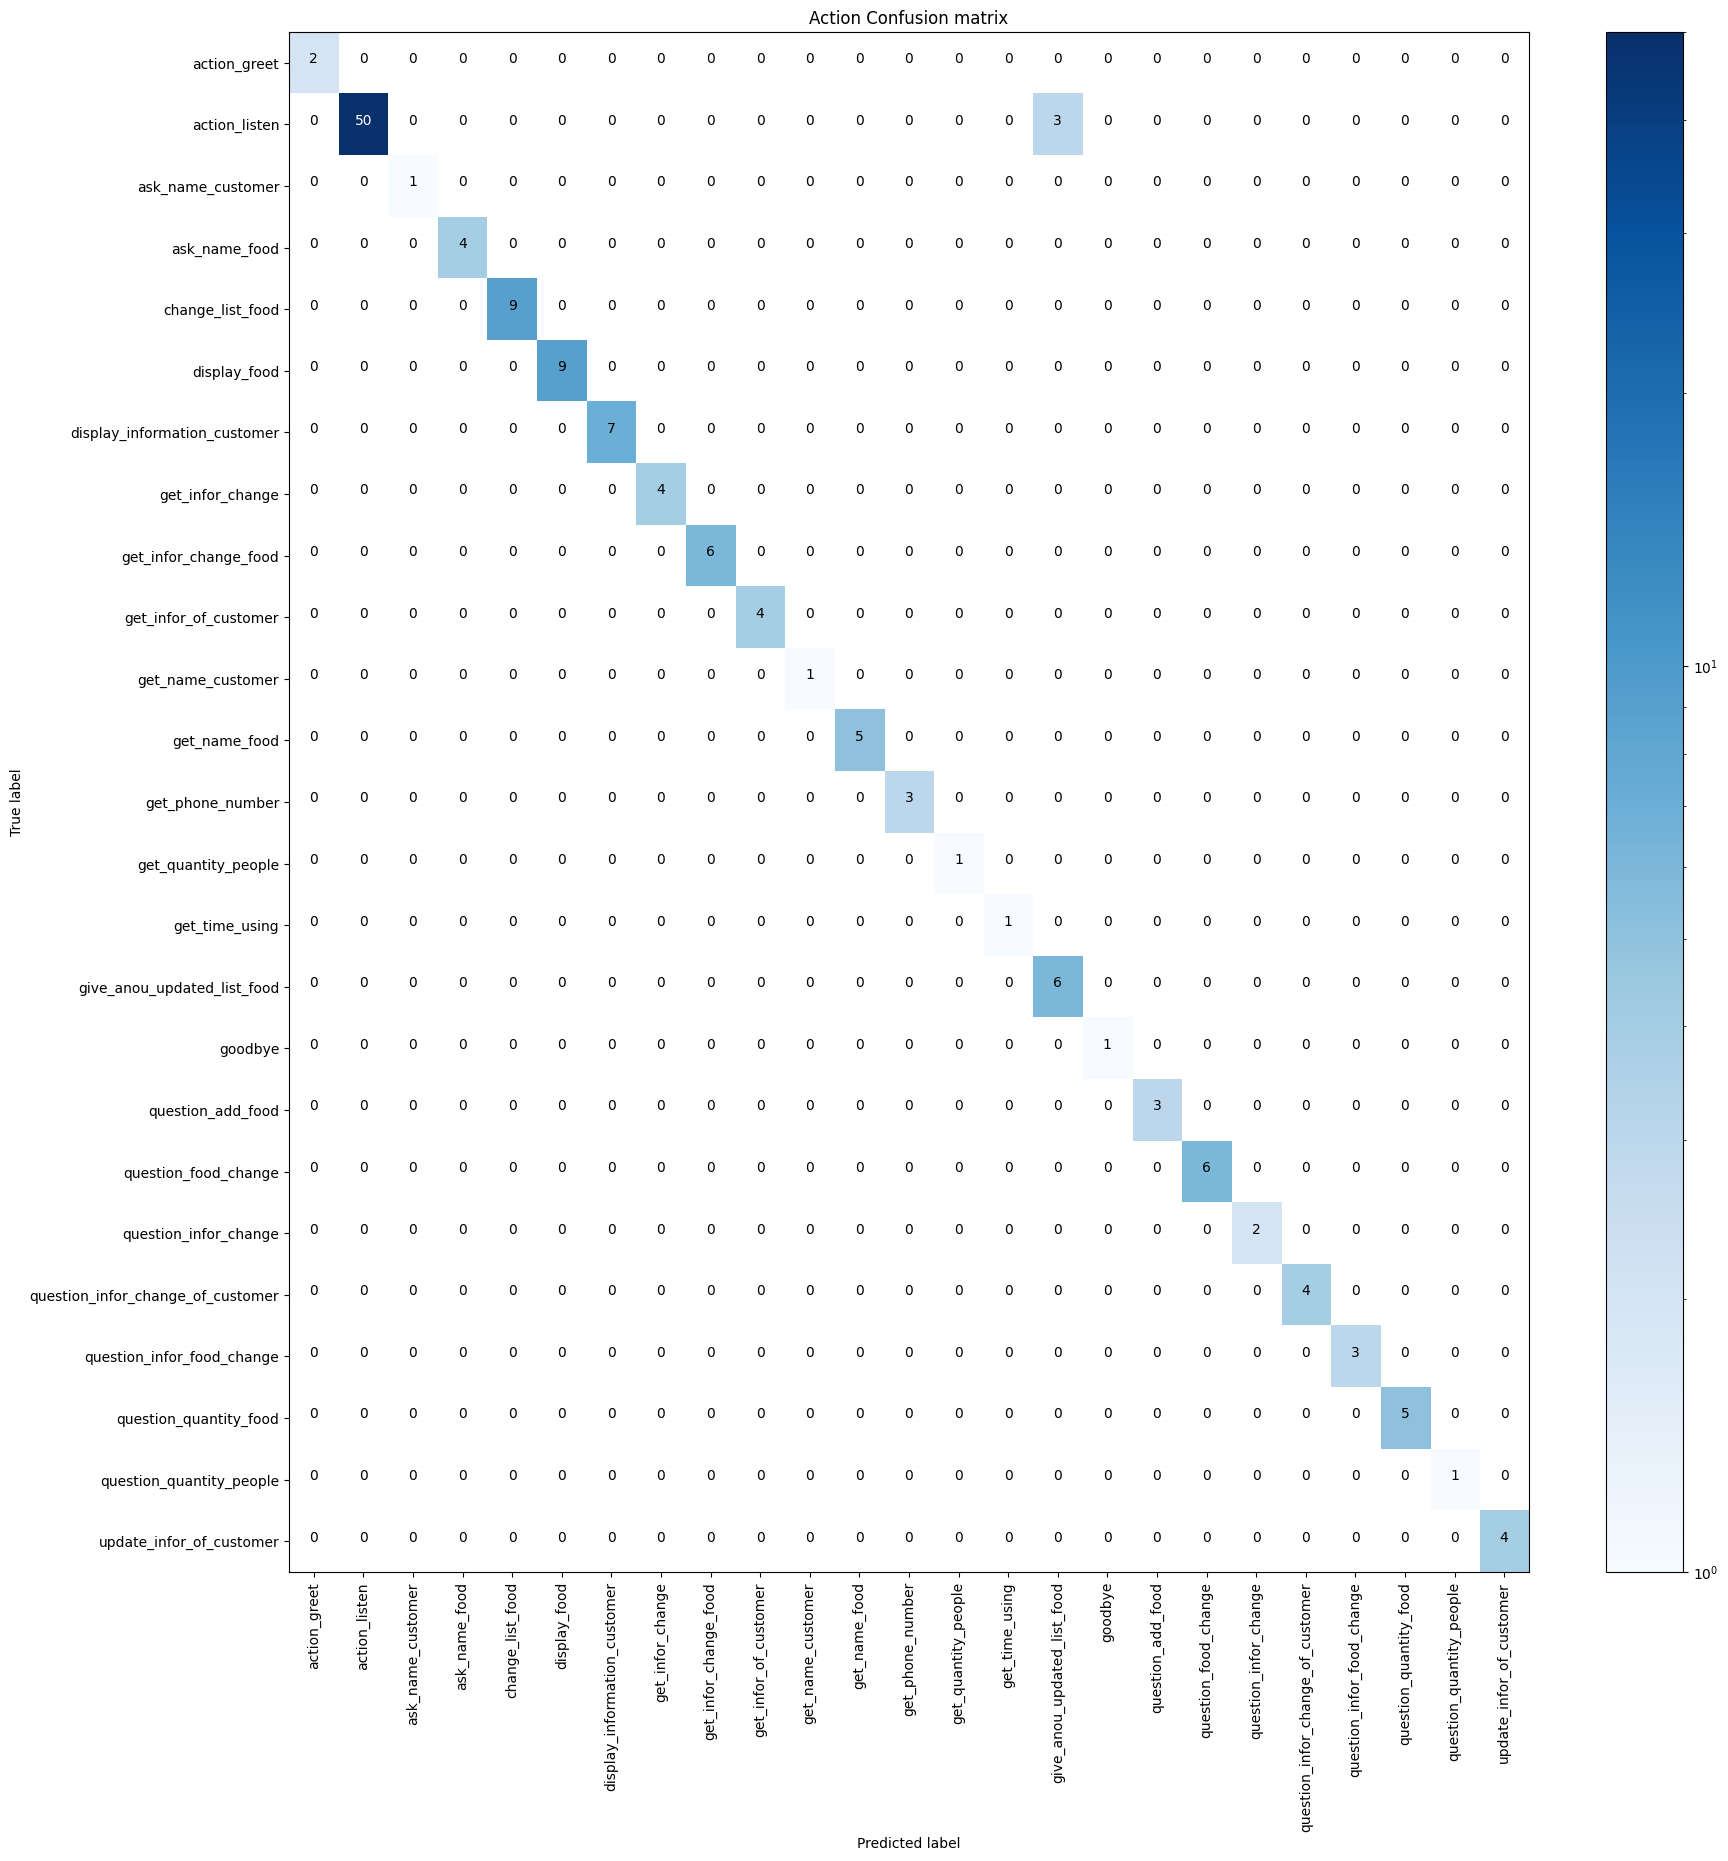 Action Confusion matrix
True label
action_greet 2 0 0 0 0 0 0 0 0 0 0 0 0 0 0 0 0 0 0 0 0 0 0 0 0
action_listen 0 50 0 0 0 0 0 0 0 0 0 0 0 0 0 3 0 0 0 0 0 0 0 0 0
ask_name_customer 0 0 1 0 0 0 0 0 0 0 0 0 0 0 0 0 0 0 0 0 0 0 0 0 0
ask_name_food 0 0 0 4 0 0 0 0 0 0 0 0 0 0 0 0 0 0 0 0 0 0 0 0 0
change_list_food 0 0 0 0 9 0 0 0 0 0 0 0 0 0 0 0 0 0 0 0 0 0 0 0 0
display_food 0 0 0 0 0 9 0 0 0 0 0 0 0 0 0 0 0 0 0 0 0 0 0 0 0
display_information_customer 0 0 0 0 0 0 7 0 0 0 0 0 0 0 0 0 0 0 0 0 0 0 0 0 0
get_infor_change 0 0 0 0 0 0 0 4 0 0 0 0 0 0 0 0 0 0 0 0 0 0 0 0 0
get_infor_change_food 0 0 0 0 0 0 0 0 6 0 0 0 0 0 0 0 0 0 0 0 0 0 0 0 0
get_infor_of_customer 0 0 0 0 0 0 0 0 0 4 0 0 0 0 0 0 0 0 0 0 0 0 0 0 0
get_name_customer 0 0 0 0 0 0 0 0 0 0 1 0 0 0 0 0 0 0 0 0 0 0 0 0 0
get_name_food 0 0 0 0 0 0 0 0 0 0 0 5 0 0 0 0 0 0 0 0 0 0 0 0 0
get_phone_number 0 0 0 0 0 0 0 0 0 0 0 0 3 0 0 0 0 0 0 0 0 0 0 0 0
get_quantity_people 0 0 0 0 0 0 0 0 0 0 0 0 0 1 0 0 0 0 0 0 0 0 0 0 0
get_time_using 0 0 0 0 0 0 0 0 0 0 0 0 0 0 1 0 0 0 0 0 0 0 0 0 0
give_anou_updated_list_food 0 0 0 0 0 0 0 0 0 0 0 0 0 0 0 6 0 0 0 0 0 0 0 0 0
goodbye 0 0 0 0 0 0 0 0 0 0 0 0 0 0 0 0 1 0 0 0 0 0 0 0 0
question_add_food 0 0 0 0 0 0 0 0 0 0 0 0 0 0 0 0 0 3 0 0 0 0 0 0 0
question_food_change 0 0 0 0 0 0 0 0 0 0 0 0 0 0 0 0 0 0 6 0 0 0 0 0 0
question_infor_change 0 0 0 0 0 0 0 0 0 0 0 0 0 0 0 0 0 0 0 2 0 0 0 0 0
question_infor_change_of_customer 0 0 0 0 0 0 0 0 0 0 0 0 0 0 0 0 0 0 0 0 4 0 0 0 0
question_infor_food_change 0 0 0 0 0 0 0 0 0 0 0 0 0 0 0 0 0 0 0 0 0 3 0 0 0
question_quantity_food 0 0 0 0 0 0 0 0 0 0 0 0 0 0 0 0 0 0 0 0 0 0 5 0 0
question_quantity_people 0 0 0 0 0 0 0 0 0 0 0 0 0 0 0 0 0 0 0 0 0 0 0 1 0
update_infor_of_customer 0 0 0 0 0 0 0 0 0 0 0 0 0 0 0 0 0 0 0 0 0 0 0 0 4
action_greet
action_listen
ask_name_customer
ask_name_food
change_list_food
display_food
display_information_customer
get_infor_change
get_infor_change_food
get_infor_of_customer
get_name_customer
get_name_food
get_phone_number
get_quantity_people
get_time_using
give_anou_updated_list_food
goodbye
question_add_food
question_food_change
question_infor_change
question_infor_change_of_customer
question_infor_food_change
question_quantity_food
question_quantity_people
update_infor_of_customer
Predicted label
10¹
10⁰